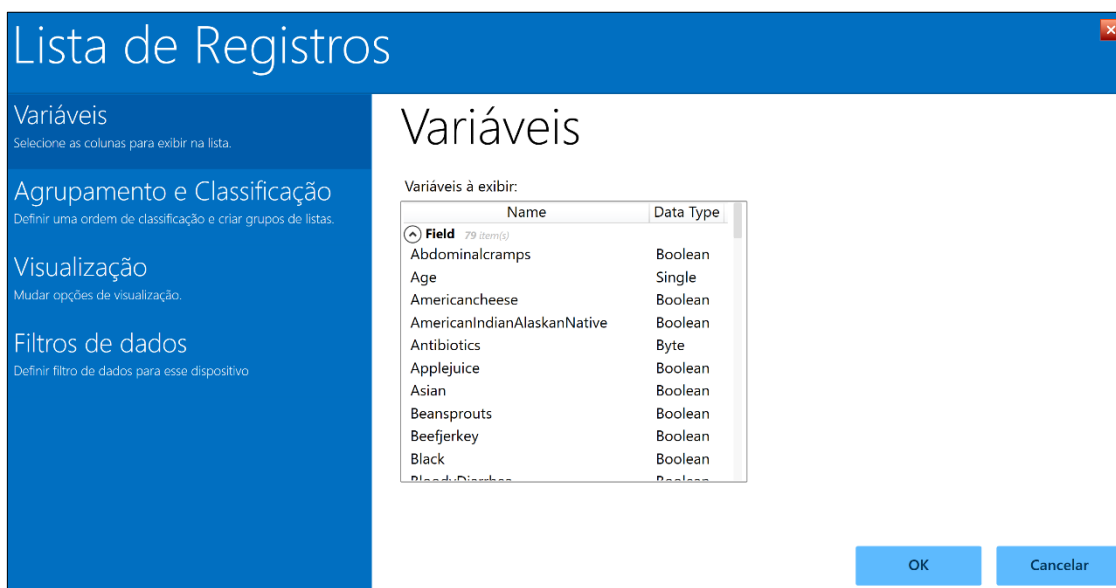 Lista de Registros
Variáveis
Selecione as colunas para exibir na lista.
Agrupamento e Classificação
Definir uma ordem de classificação e criar grupos de listas.
Visualização
Mudar opções de visualização.
Filtros de dados
Definir filtro de dados para esse dispositivo
Variáveis
Variáveis à exibir:
Name Data Type
Field 79 item(s)
Abdominalcramps Boolean
Age Single
Americancheese Boolean
AmericanIndianAlaskanNative Boolean
Antibiotics Byte
Applejuice Boolean
Asian Boolean
Beansprouts Boolean
Beefjerkey Boolean
Black Boolean
BloodyDiarrhea Boolean
OK Cancelar